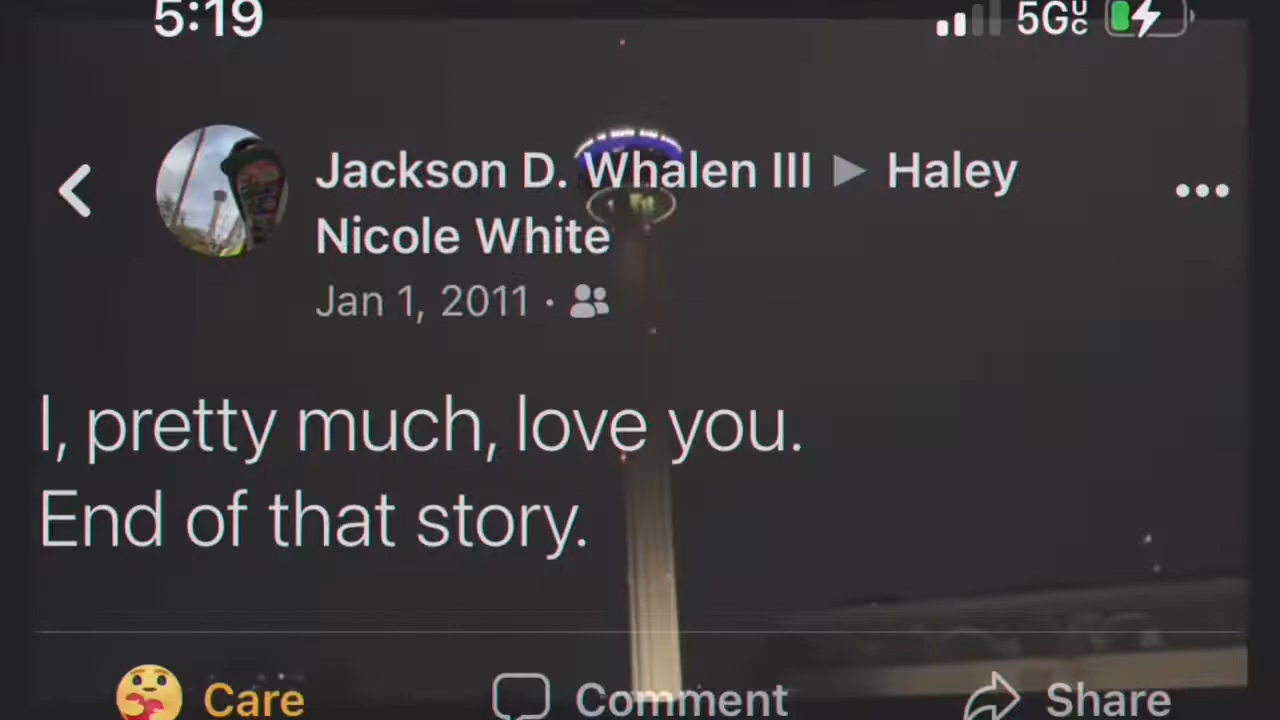 5:19 5GUC
Jackson D. Whalen III ▶ Haley
Nicole White
Jan 1, 2011 ·
I, pretty much, love you.
End of that story.
Care Comment Share